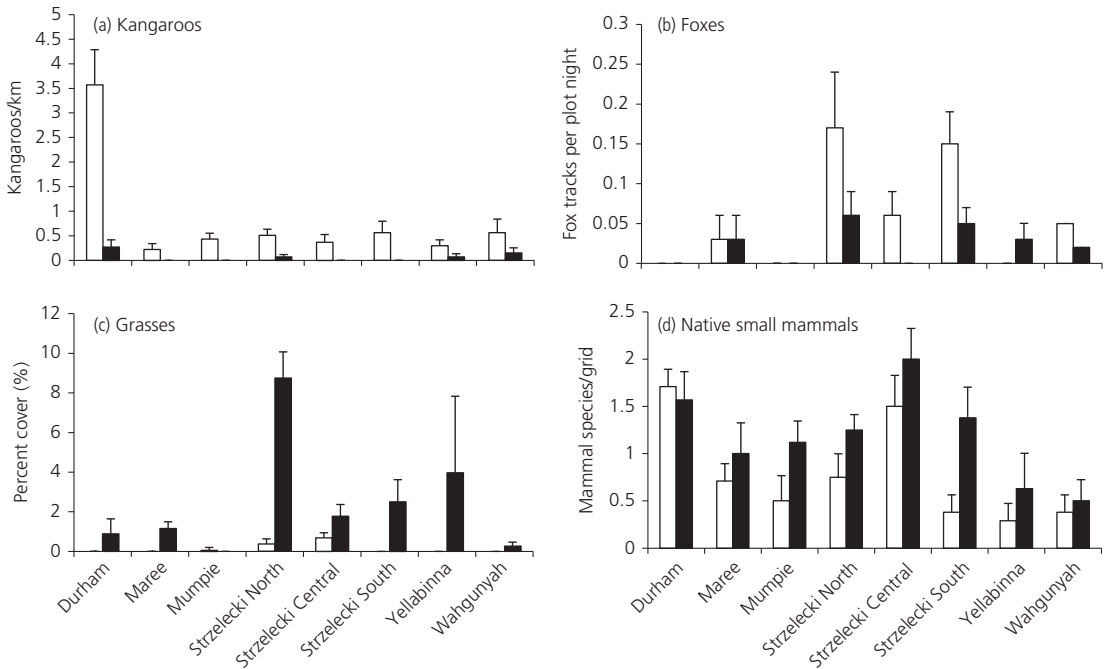 (a) Kangaroos
Kangaroos/km
5
4.5
4
3.5
3
2.5
2
1.5
1
0.5
0
(b) Foxes
Fox tracks per plot night
0.3
0.25
0.2
0.15
0.1
0.05
0
(c) Grasses
Percent cover (%)
12
10
8
6
4
2
0
Durham
Maree
Mumpie
Strzelecki North
Strzelecki Central
Strzelecki South
Yellabinna
Wahgunyah
(d) Native small mammals
Mammal species/grid
2.5
2
1.5
1
0.5
0
Durham
Maree
Mumpie
Strzelecki North
Strzelecki Central
Strzelecki South
Yellabinna
Wahgunyah